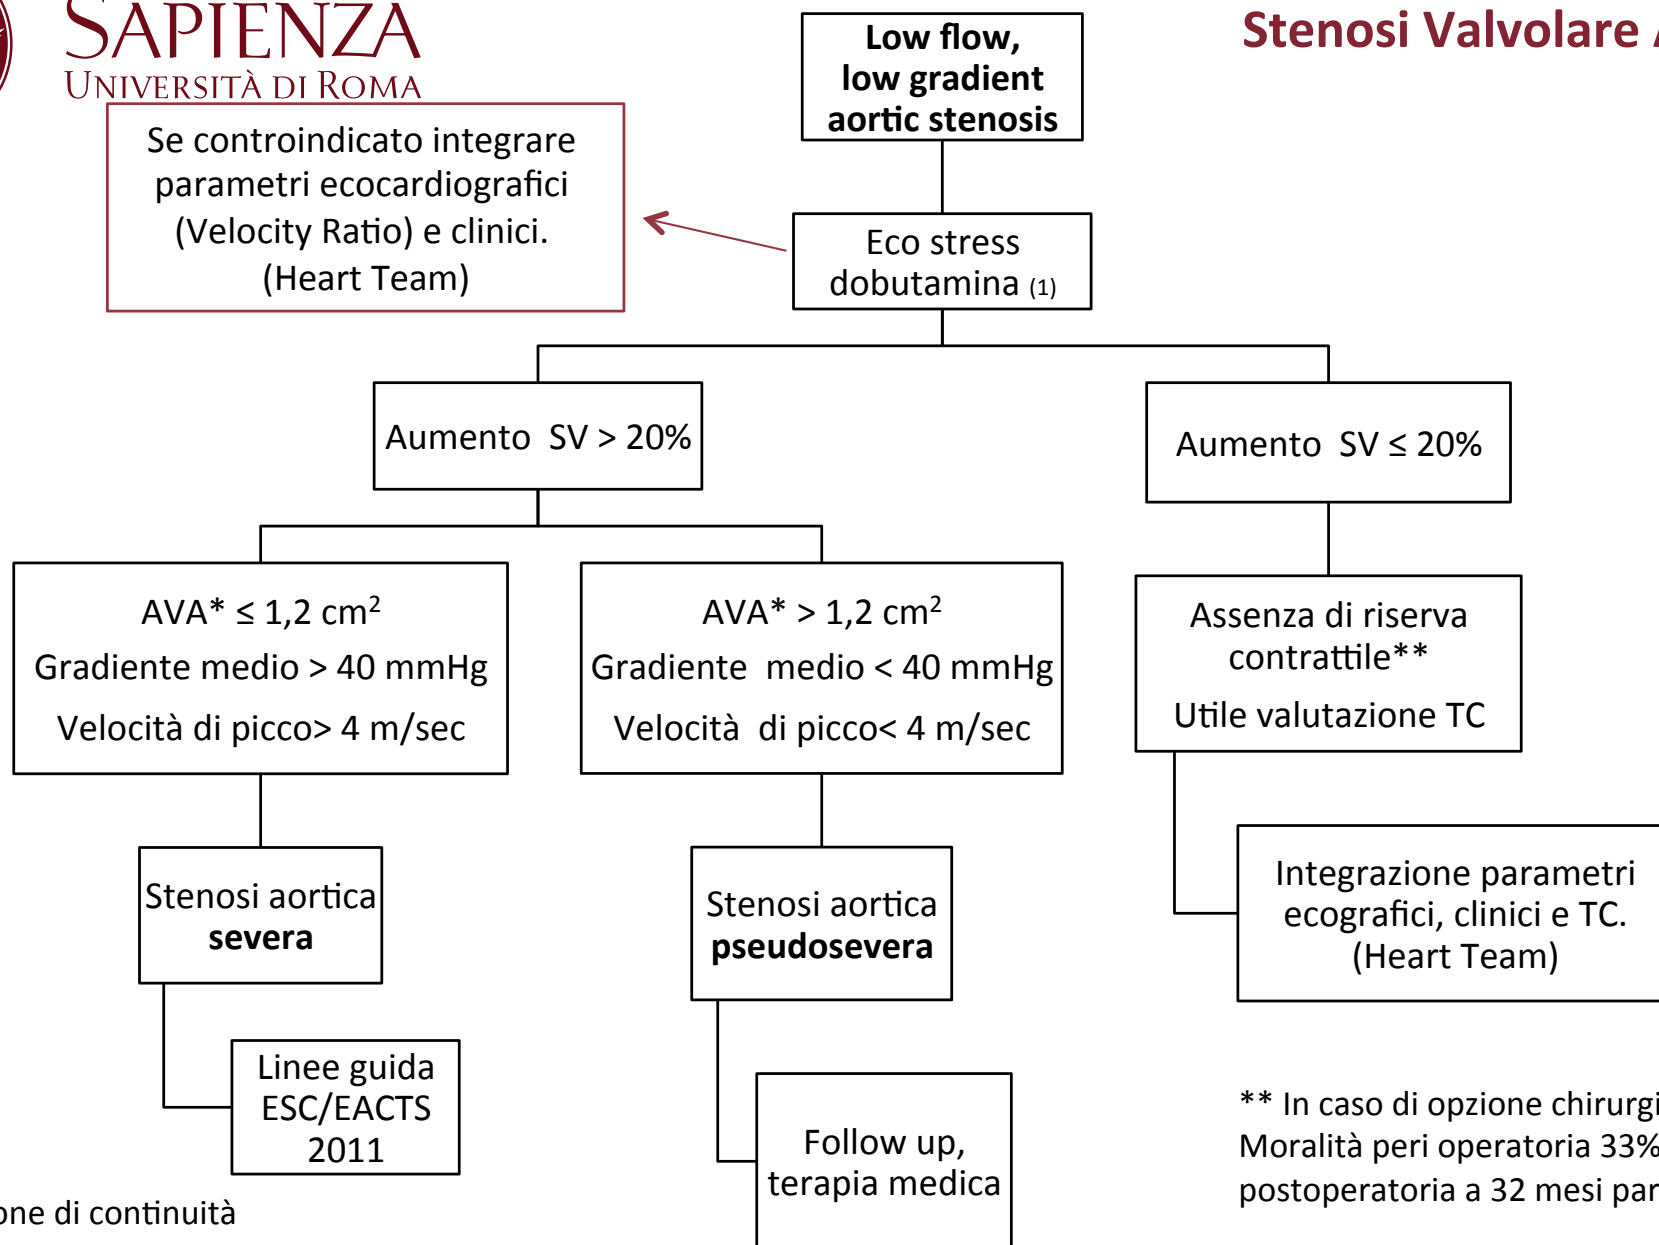 SAPIENZA
UNIVERSITÀ DI ROMA
Stenosi Valvolare
Low flow,
low gradient
aortic stenosis
Se controindicato integrare
parametri ecocardiografici
(Velocity Ratio) e clinici.
(Heart Team)
Eco stress
dobutamina (1)
Aumento SV > 20%
Aumento SV ≤ 20%
AVA* ≤ 1,2 cm²
Gradiente medio > 40 mmHg
Velocità di picco> 4 m/sec
AVA* > 1,2 cm²
Gradiente medio < 40 mmHg
Velocità di picco< 4 m/sec
Assenza di riserva
contrattile**
Utile valutazione TC
Stenosi aortica
severa
Stenosi aortica
pseudosevera
Integrazione parametri
ecografici, clinici e TC.
(Heart Team)
Linee guida
ESC/EACTS
2011
Follow up,
terapia medica
** In caso di opzione
Moralità peri operatoria 33%
postoperatoria a 32 mesi
di continuità